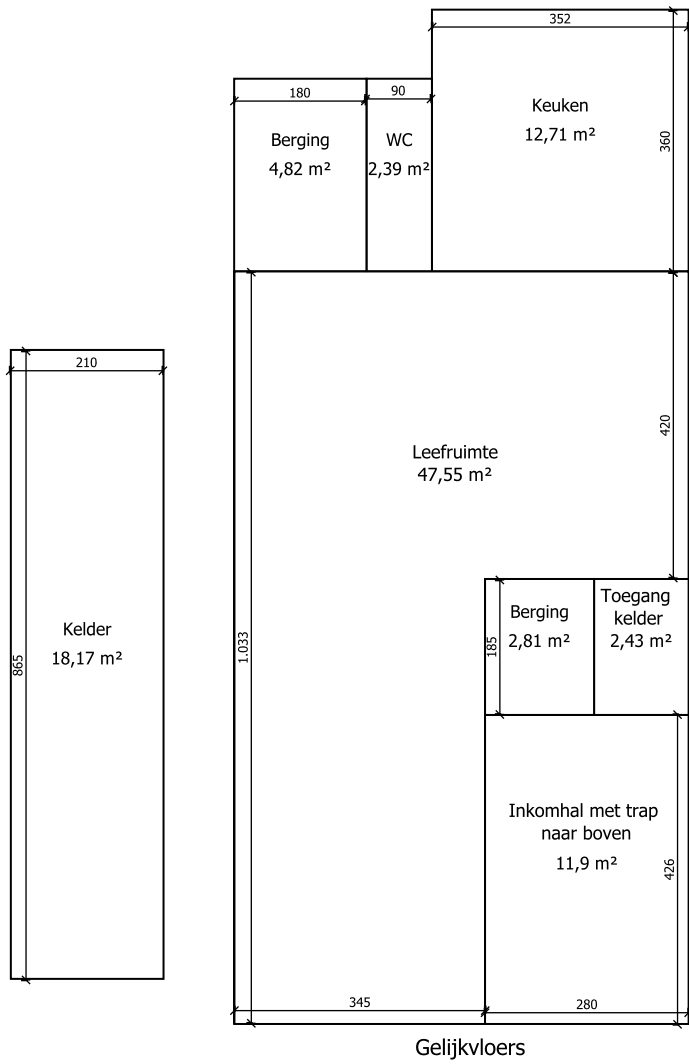 352
180
90
Keuken
12,71 m²
360
Berging
4,82 m²
WC
2,39 m²
210
420
Leefruimte
47,55 m²
Kelder
18,17 m²
865
1.033
185
Berging
2,81 m²
Toegang
kelder
2,43 m²
Inkomhal met trap
naar boven
11,9 m²
426
345
280
Gelijkvloers